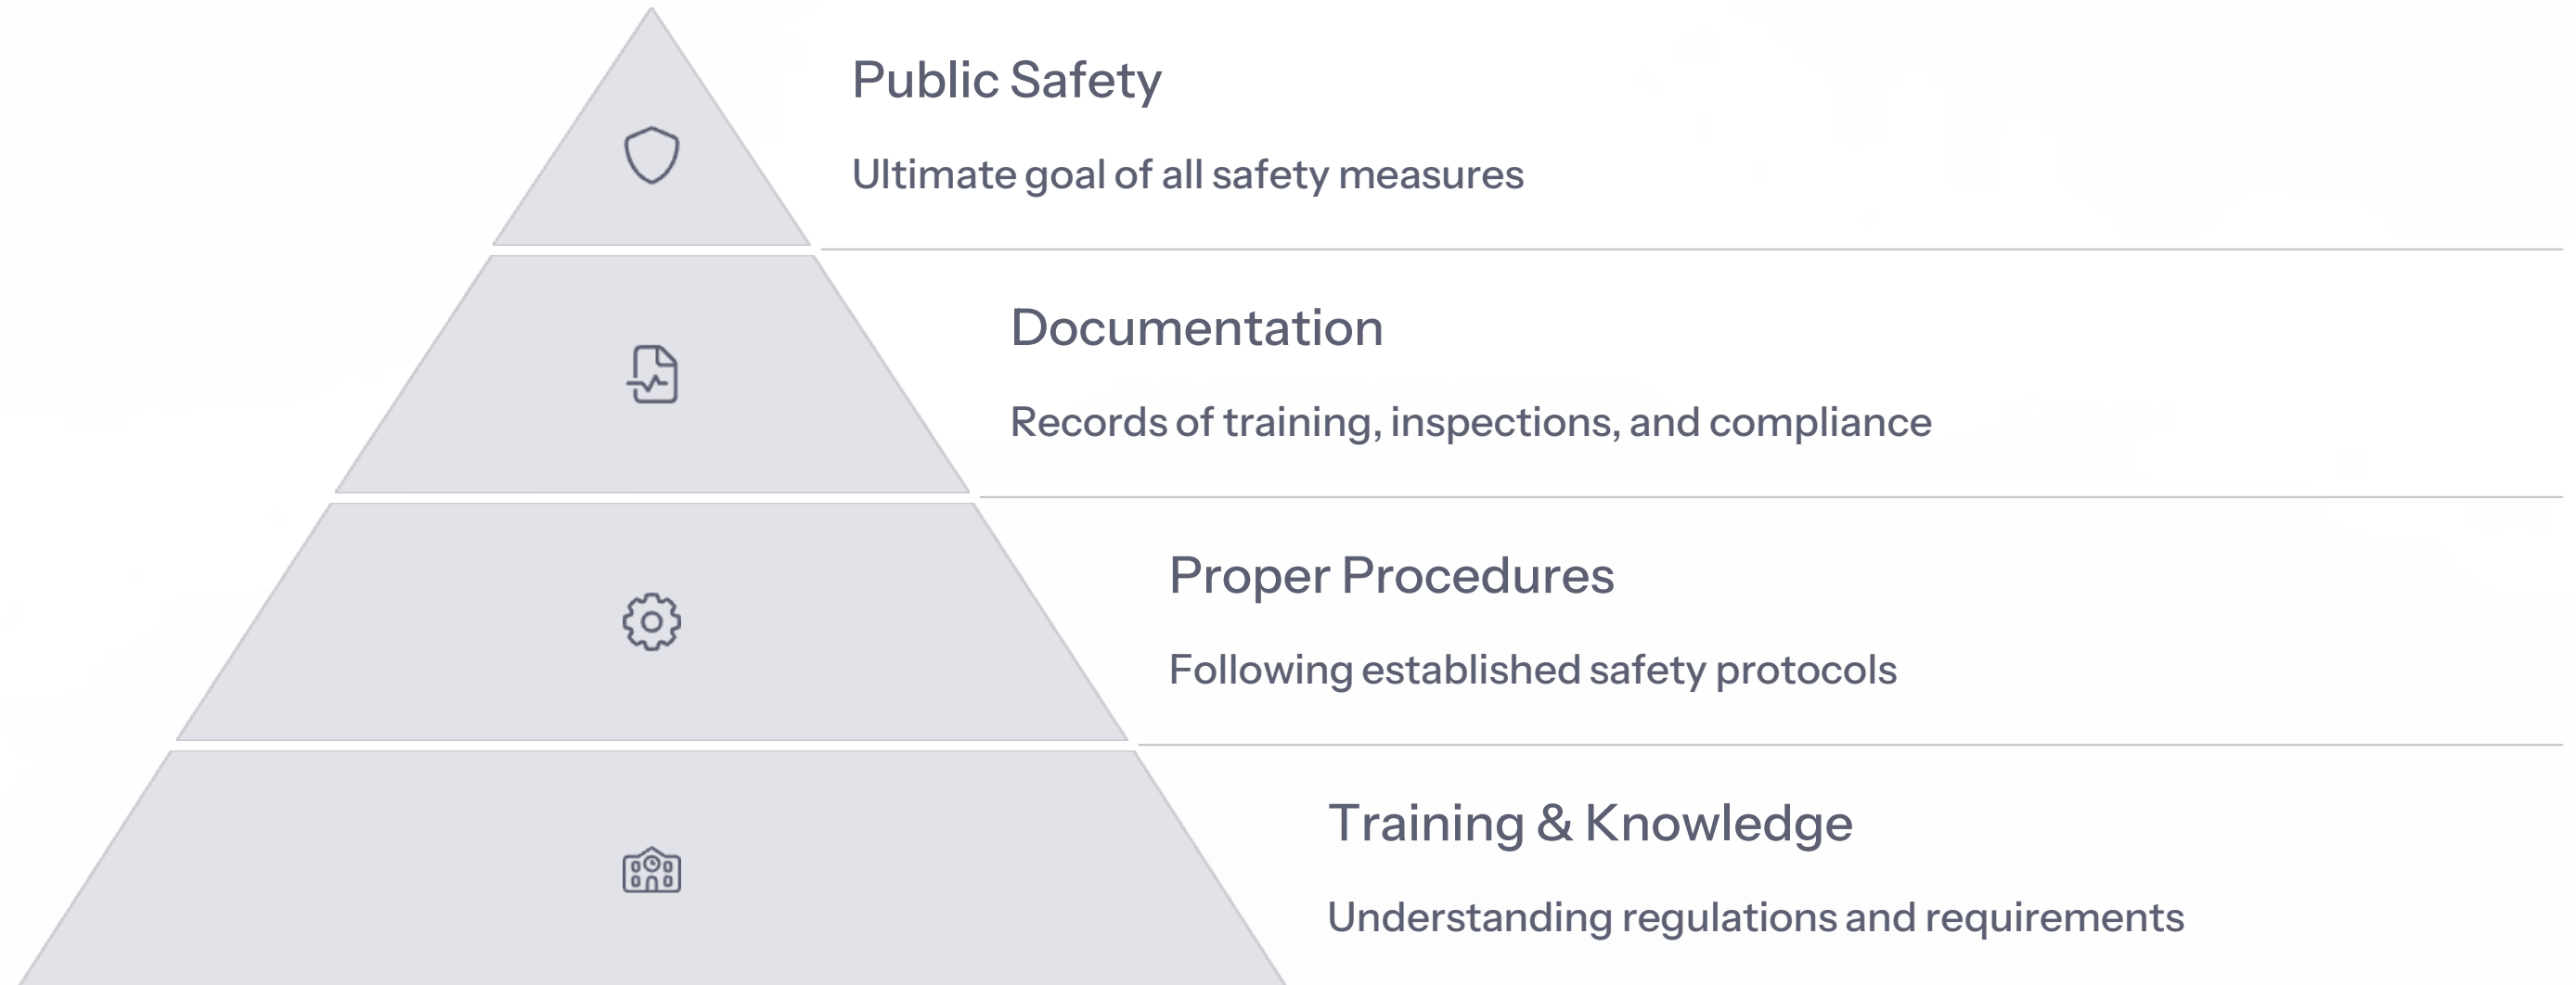 Public Safety
Ultimate goal of all safety measures
Documentation
Records of training, inspections, and compliance
Proper Procedures
Following established safety protocols
Training & Knowledge
Understanding regulations and requirements